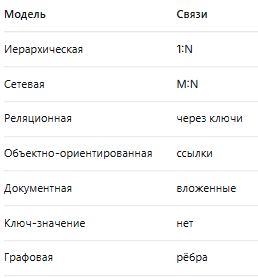 Модель Связи
Иерархическая 1:N
Сетевая M:N
Реляционная через ключи
Объектно-ориентированная ссылки
Документная вложенные
Ключ-значение нет
Графовая рёбра